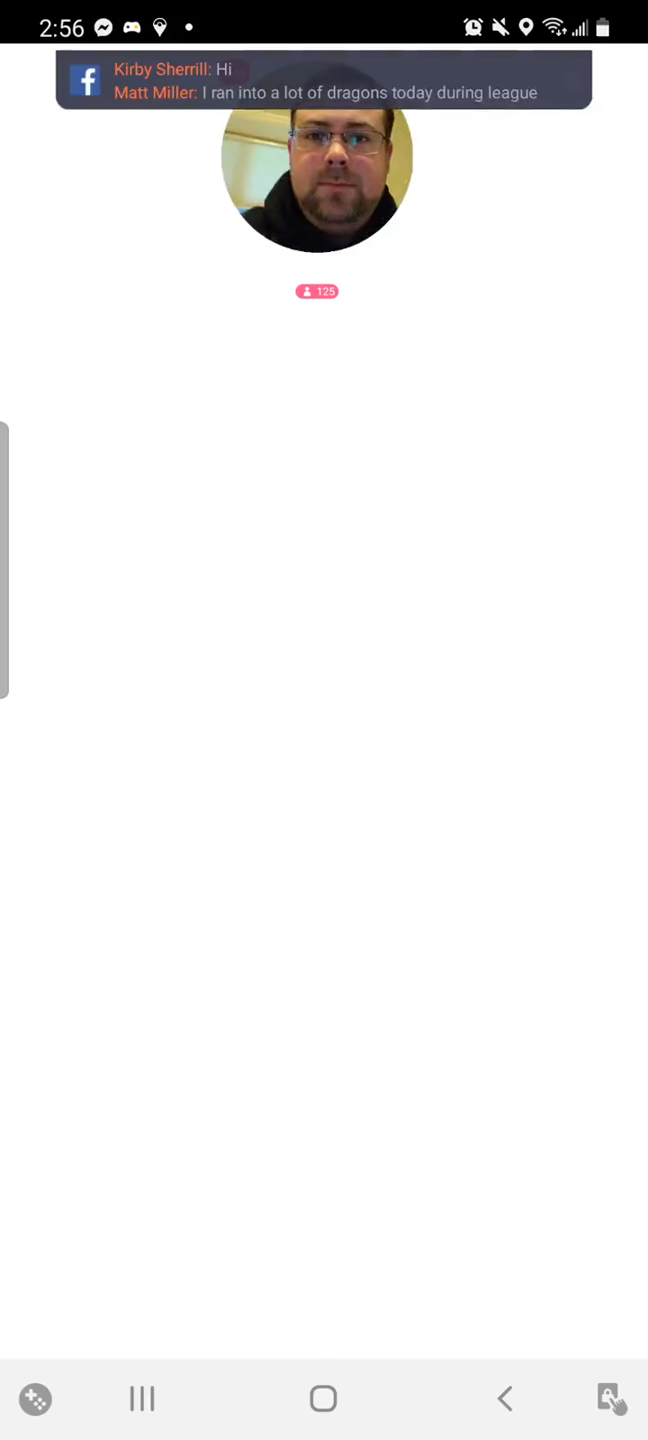 2:56
Kirby Sherrill: Hi
Matt Miller: I ran into a lot of dragons today during league
125